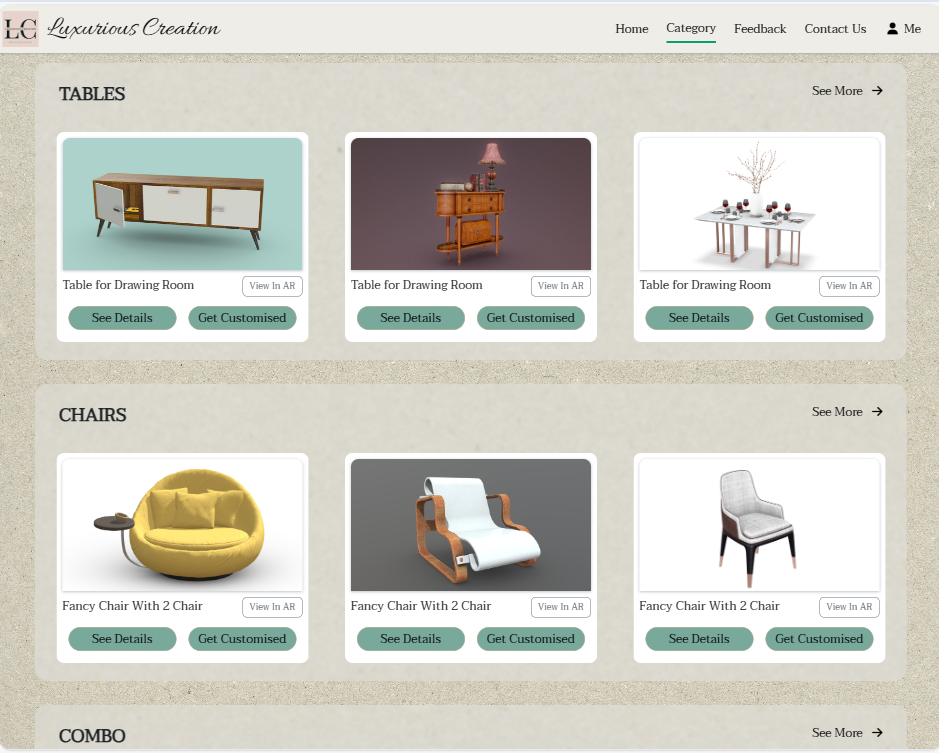 LC
Luxurious Creation
Home
Category
Feedback
Contact Us
Me
TABLES
See More
Table for Drawing Room
View In AR
See Details
Get Customised
Table for Drawing Room
View In AR
See Details
Get Customised
Table for Drawing Room
View In AR
See Details
Get Customised
CHAIRS
See More
Fancy Chair With 2 Chair
View In AR
See Details
Get Customised
Fancy Chair With 2 Chair
View In AR
See Details
Get Customised
Fancy Chair With 2 Chair
View In AR
See Details
Get Customised
COMBO
See More